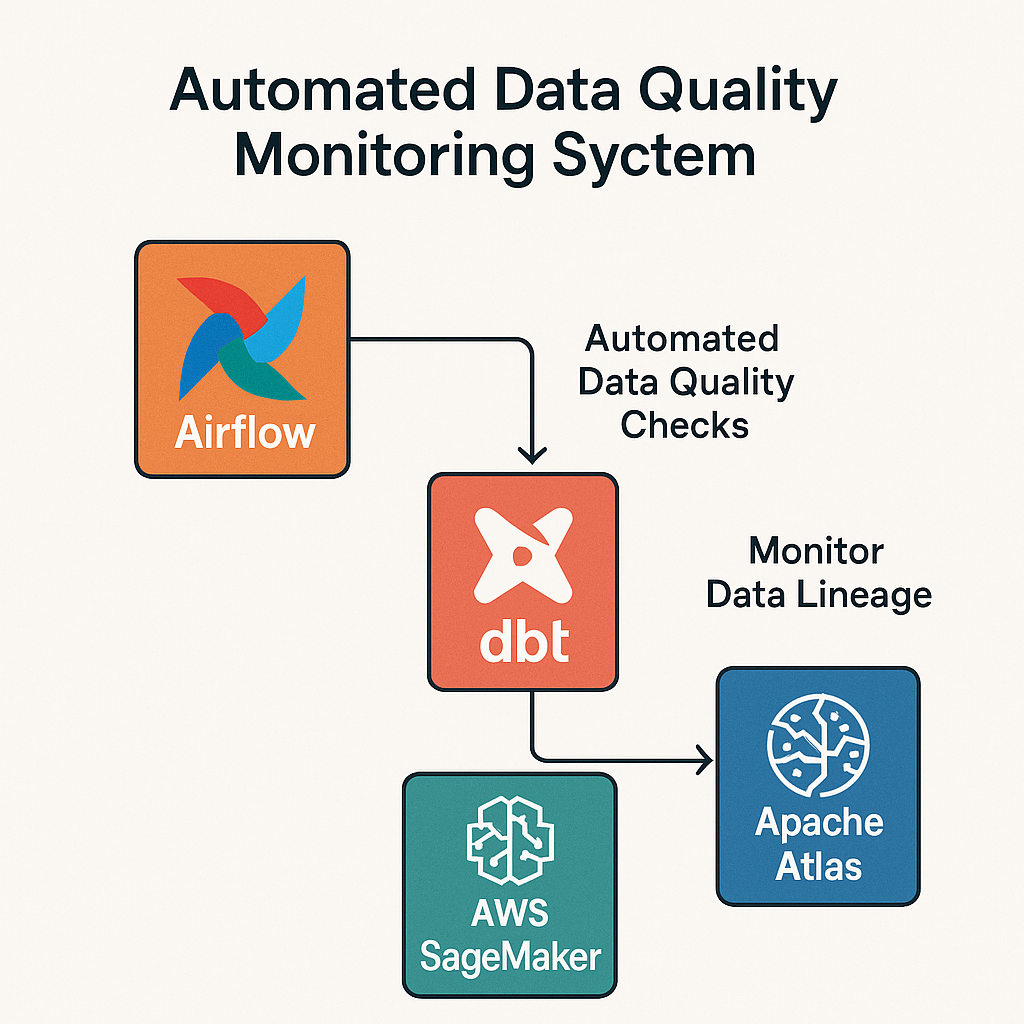 Automated Data Quality
Monitoring Syctem
Airflow
Automated
Data Quality
Checks
dbt
Monitor
Data Lineage
Apache
Atlas
AWS
SageMaker